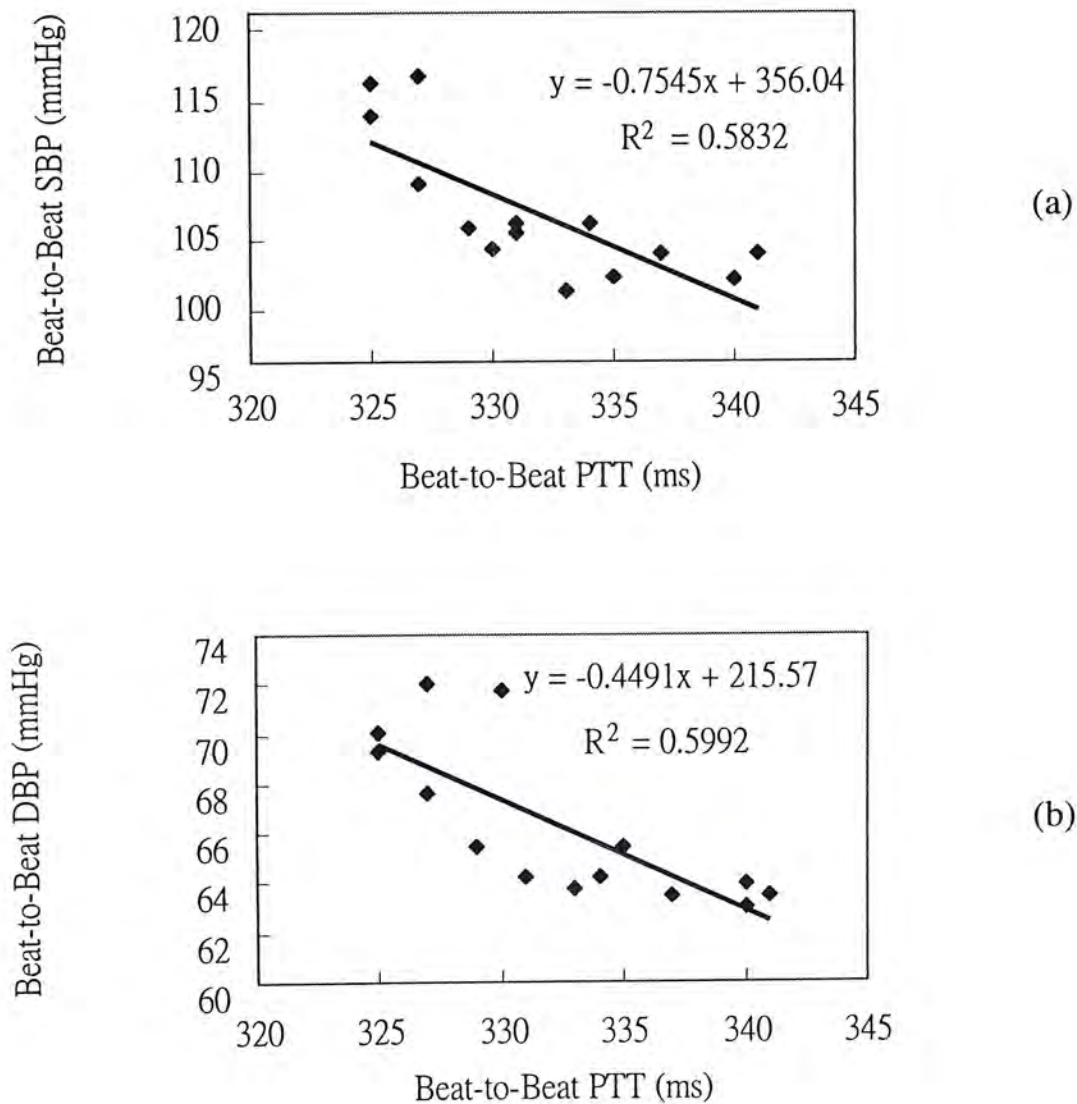 120
115
110
105
100
95
Beat-to-Beat SBP (mmHg)
y = -0.7545x + 356.04
R² = 0.5832
(a)
320 325 330 335 340 345
Beat-to-Beat PTT (ms)
74
72
70
68
66
64
62
60
Beat-to-Beat DBP (mmHg)
y = -0.4491x + 215.57
R² = 0.5992
(b)
320 325 330 335 340 345
Beat-to-Beat PTT (ms)